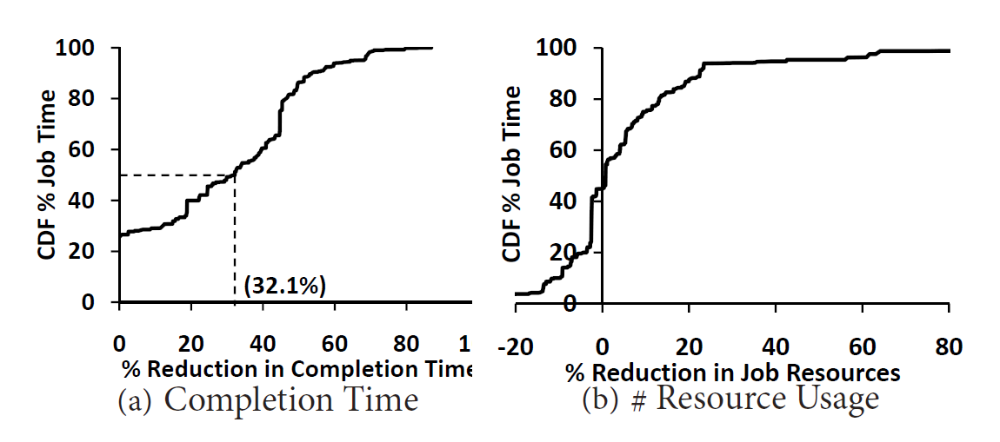 CDF % Job Time
100
80
60
40
20
0
(32.1%)
0 20 40 60 80 1
% Reduction in Completion Time
(a) Completion Time
CDF % Job Time
100
80
60
40
20
0
-20 0 20 40 60 80
% Reduction in Job Resources
(b) # Resource Usage